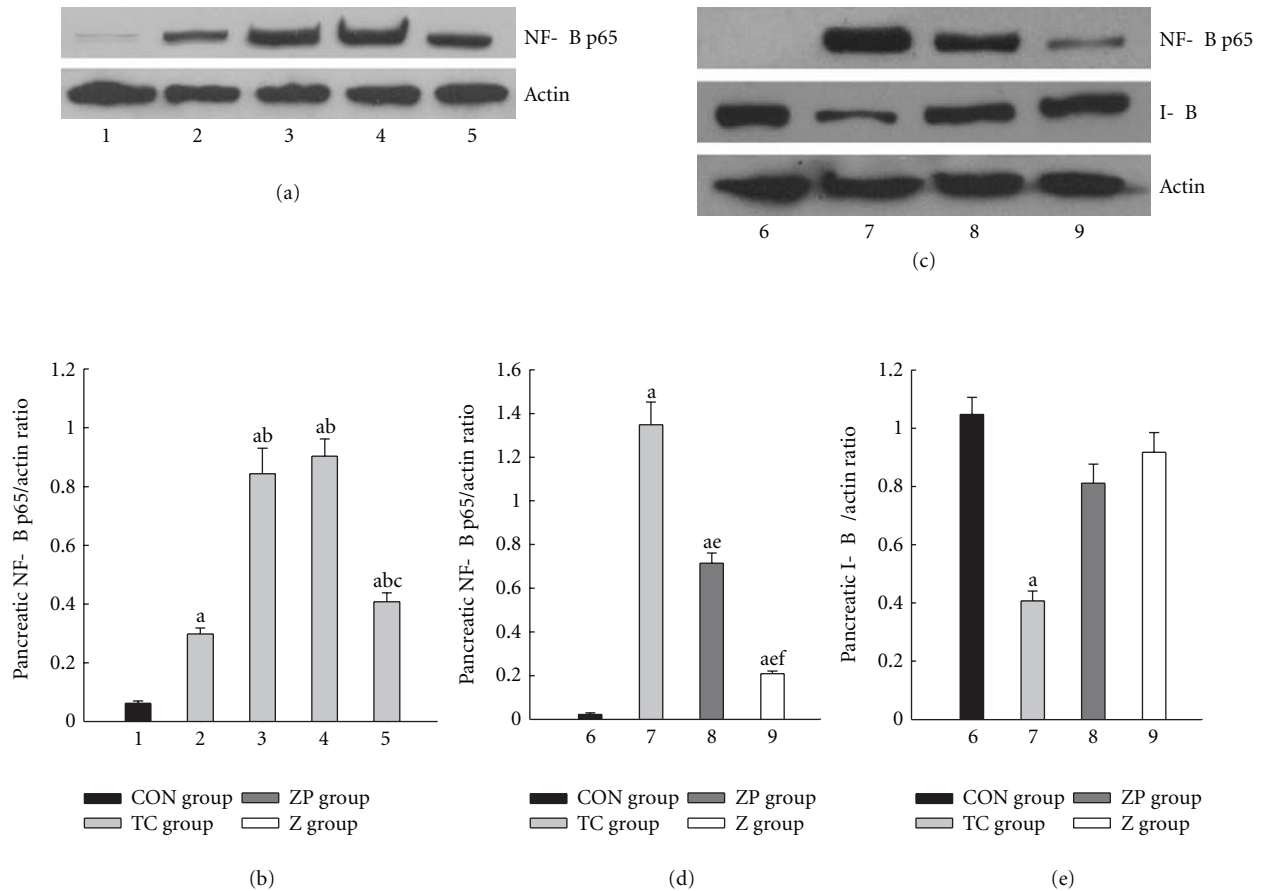 NF- B p65
Actin
1 2 3 4 5
(a)
NF- B p65
I- B
Actin
6 7 8 9
(c)
Pancreatic NF- B p65/actin ratio
1.2
1
0.8
0.6
0.4
0.2
0
a
ab
ab
abc
1 2 3 4 5
CON group ZP group
TC group Z group
(b)
Pancreatic NF- B p65/actin ratio
1.6
1.4
1.2
1
0.8
0.6
0.4
0.2
0
a
ae
aef
6 7 8 9
CON group ZP group
TC group Z group
(d)
Pancreatic I- B /actin ratio
1.2
1
0.8
0.6
0.4
0.2
0
a
6 7 8 9
CON group ZP group
TC group Z group
(e)